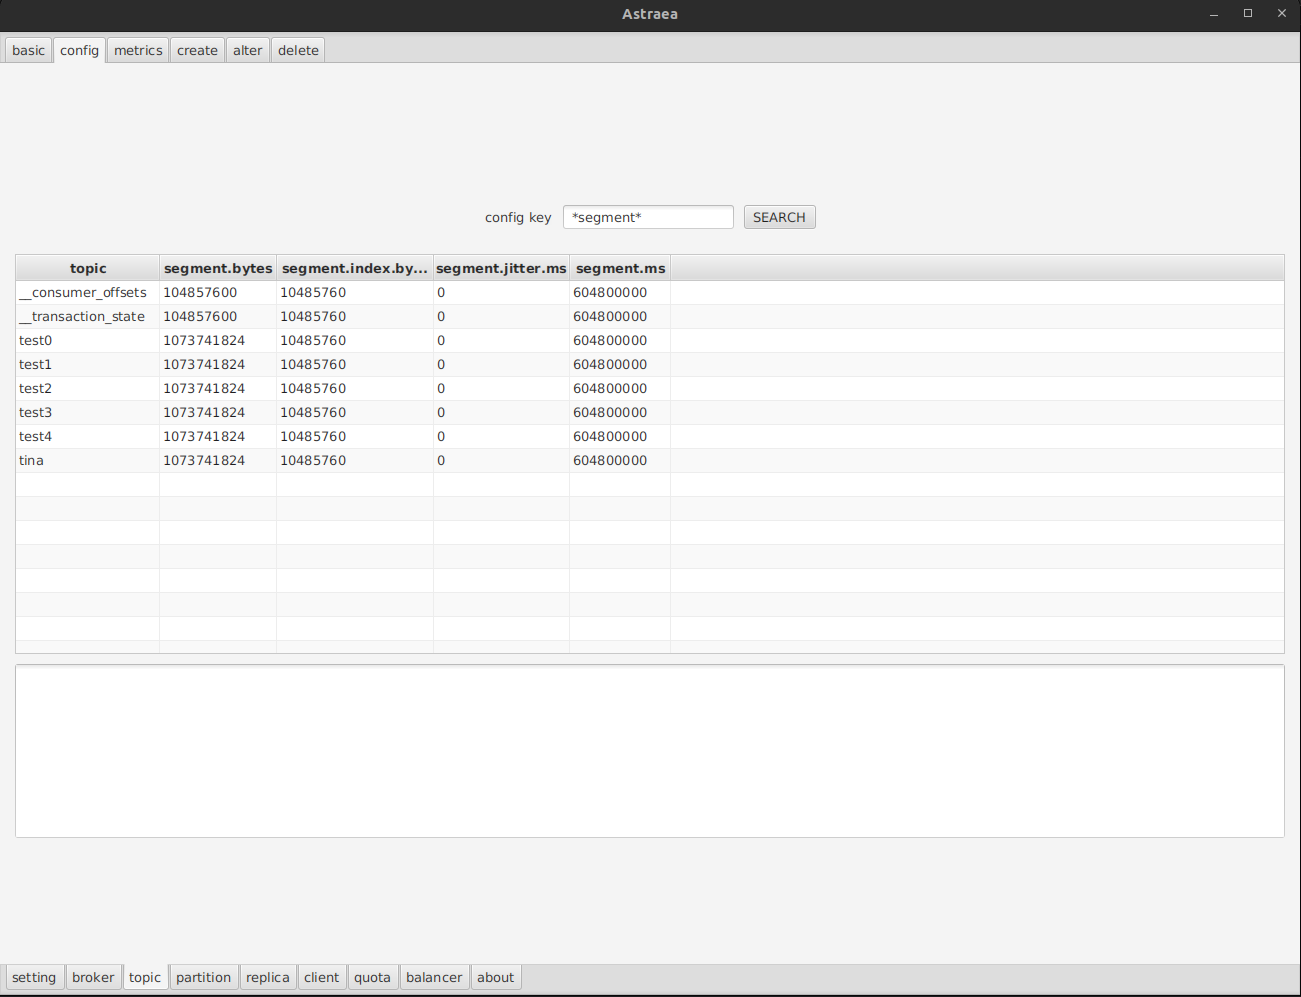 Astraea
basic config metrics create alter delete
config key *segment* SEARCH
topic segment.bytes segment.index.by... segment.jitter.ms segment.ms
__consumer_offsets 104857600 10485760 0 604800000
__transaction_state 104857600 10485760 0 604800000
test0 1073741824 10485760 0 604800000
test1 1073741824 10485760 0 604800000
test2 1073741824 10485760 0 604800000
test3 1073741824 10485760 0 604800000
test4 1073741824 10485760 0 604800000
tina 1073741824 10485760 0 604800000
setting broker topic partition replica client quota balancer about